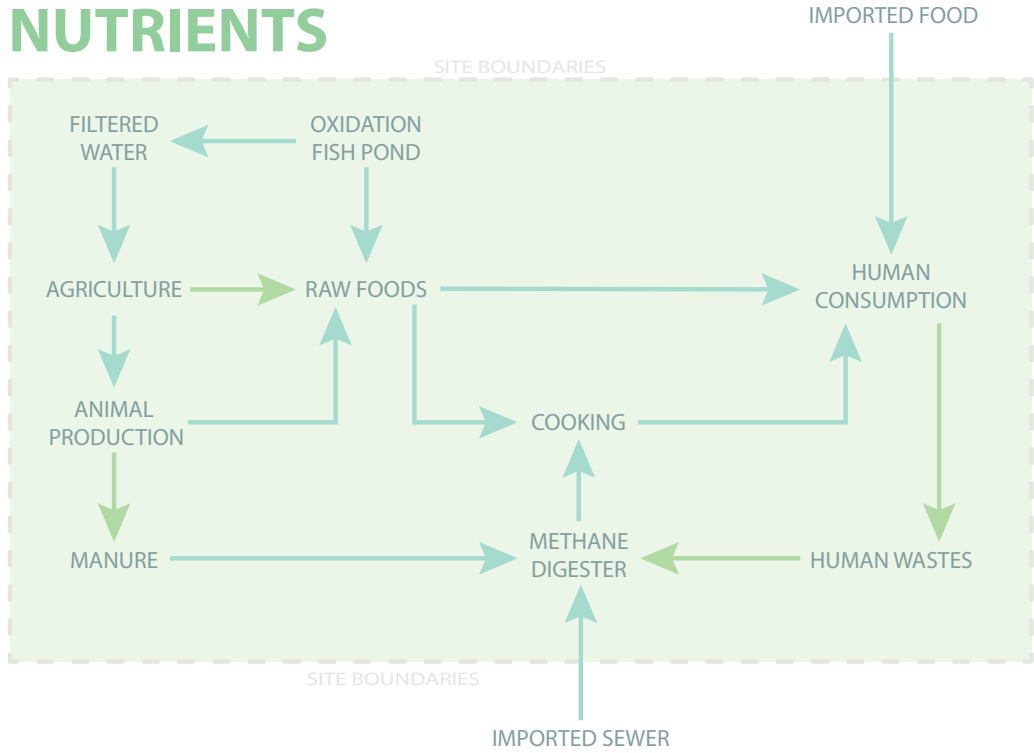 NUTRIENTS
IMPORTED FOOD
SITE BOUNDARIES
FILTERED
WATER
OXIDATION
FISH POND
AGRICULTURE
RAW FOODS
HUMAN
CONSUMPTION
ANIMAL
PRODUCTION
COOKING
MANURE
METHANE
DIGESTER
HUMAN WASTES
SITE BOUNDARIES
IMPORTED SEWER